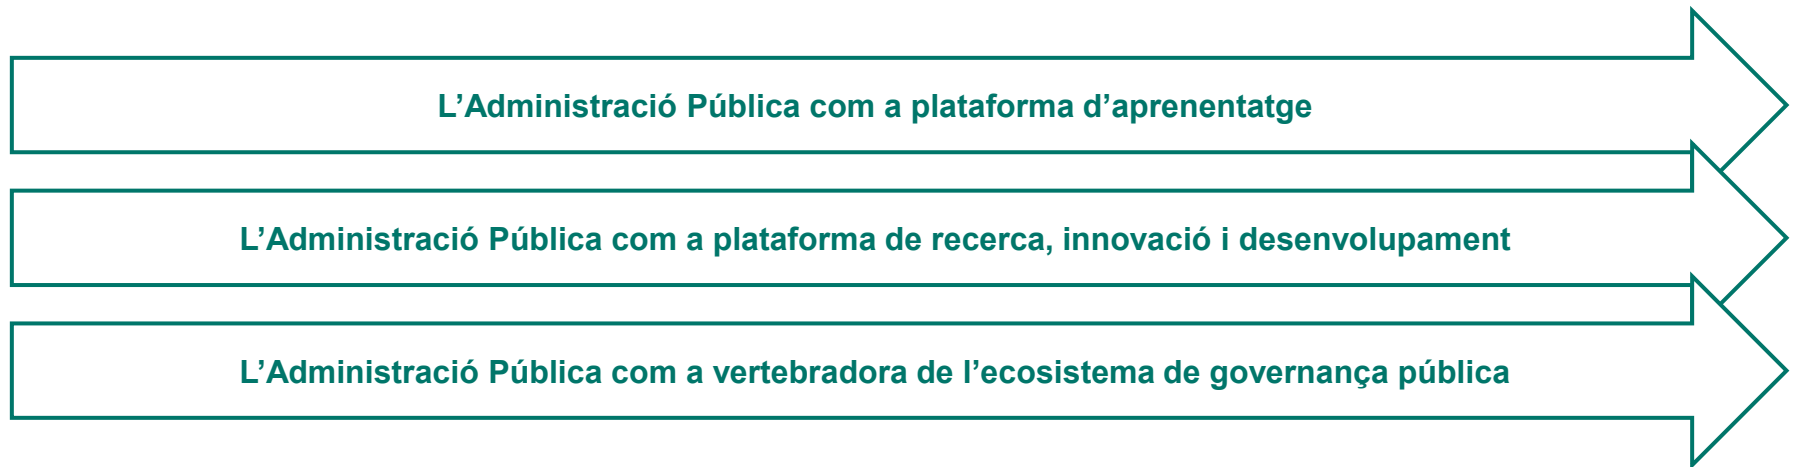 L’Administració Pública com a plataforma d’aprenentatge
L’Administració Pública com a plataforma de recerca, innovació i desenvolupament
L’Administració Pública com a vertebradora de l’ecosistema de governança pública